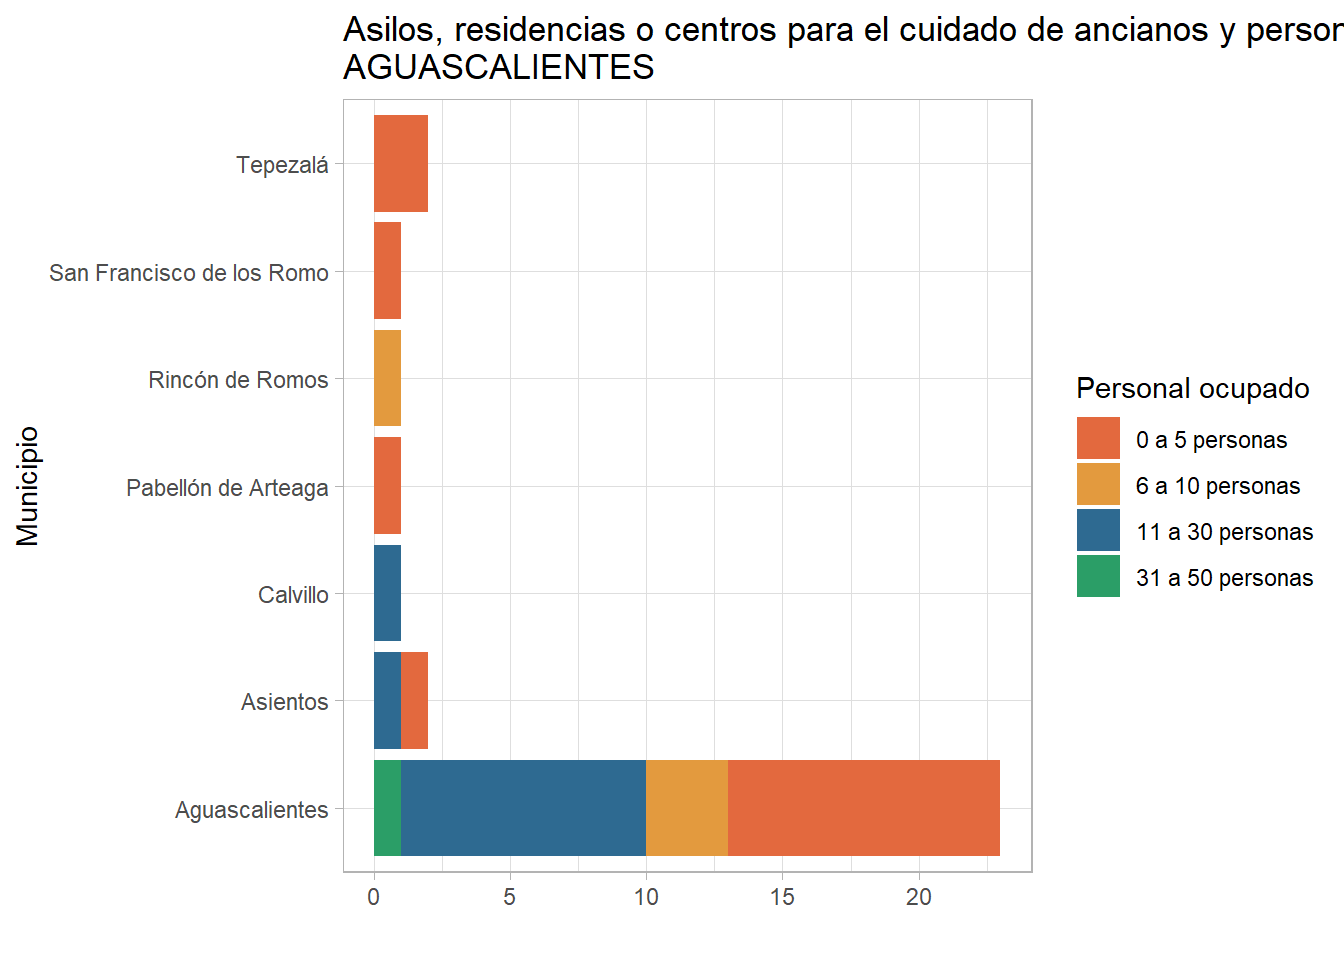 Asilos, residencias o centros para el cuidado de ancianos y person
AGUASCALIENTES
Municipio
Tepezalá
San Francisco de los Romo
Rincón de Romos
Pabellón de Arteaga
Calvillo
Asientos
Aguascalientes
0 5 10 15 20
Personal ocupado
0 a 5 personas
6 a 10 personas
11 a 30 personas
31 a 50 personas